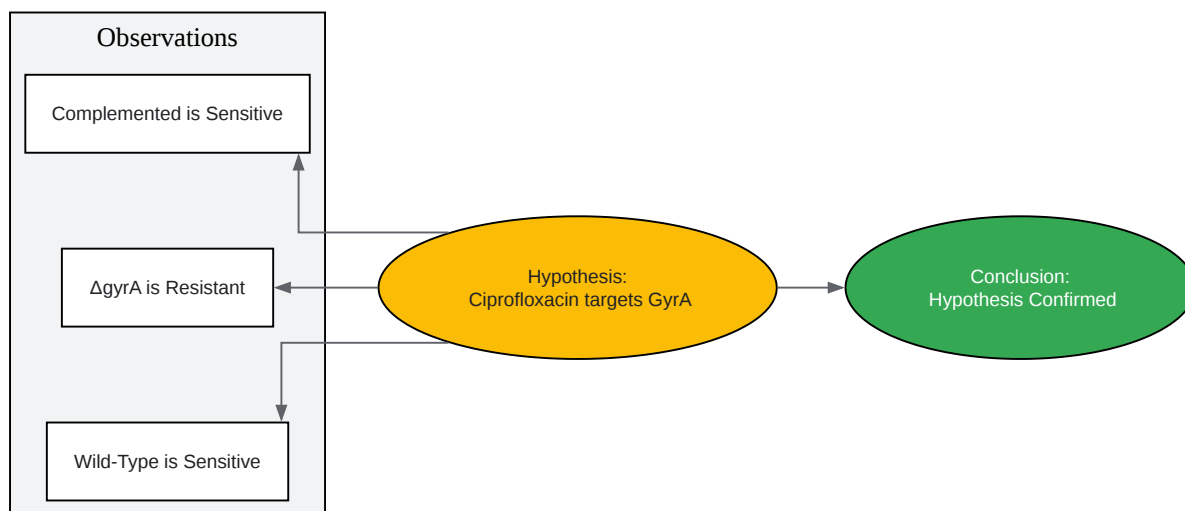 Observations
Complemented is Sensitive
ΔgyrA is Resistant
Wild-Type is Sensitive
Hypothesis:
Ciprofloxacin targets GyrA
Conclusion:
Hypothesis Confirmed